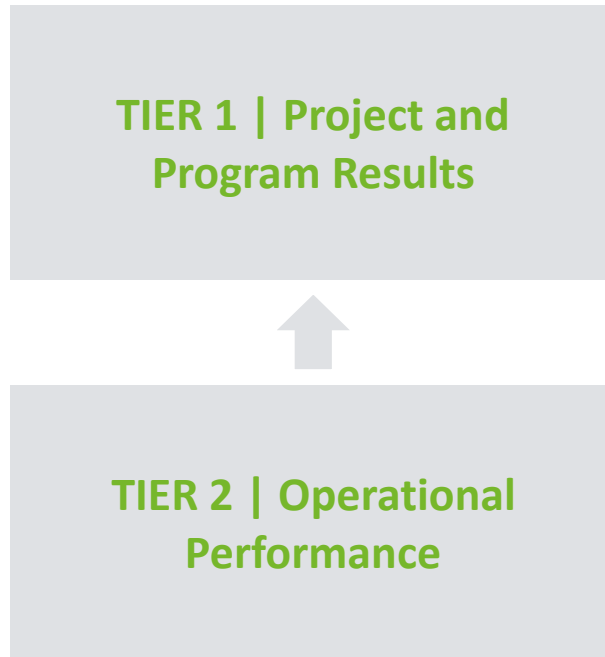 TIER 1 | Project and
Program Results
TIER 2 | Operational
Performance